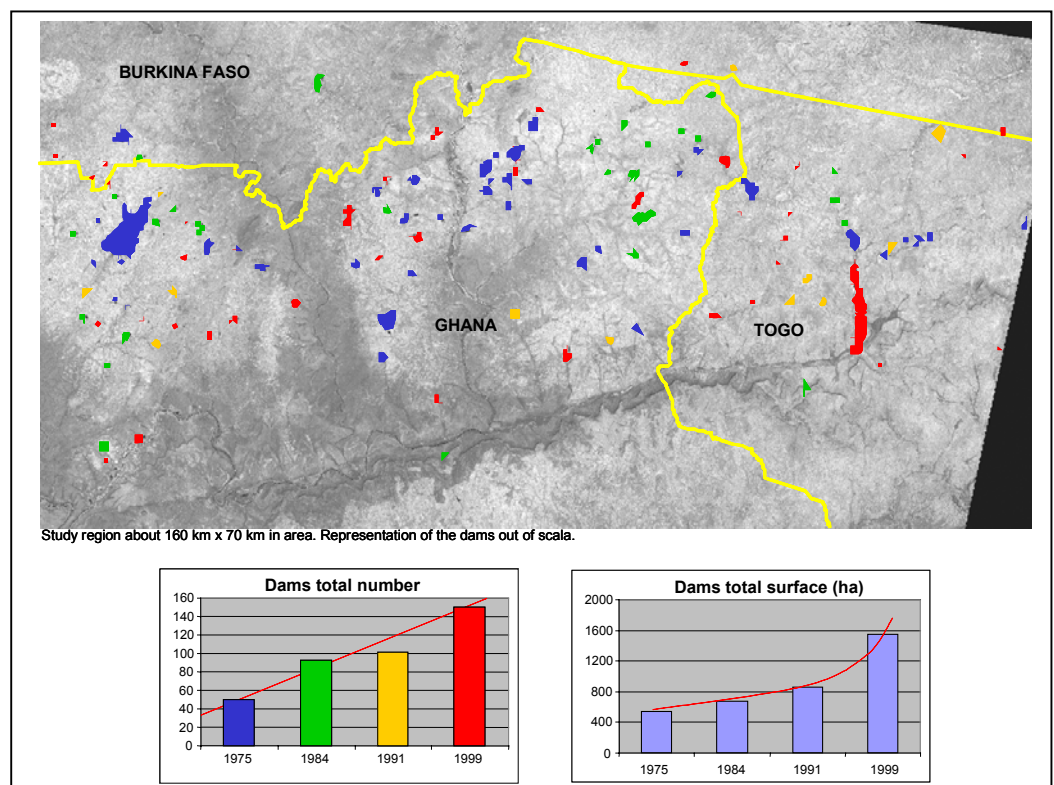 BURKINA FASO
GHANA
TOGO
Study region about 160 km x 70 km in area. Representation of the dams out of scala.
Dams total number
160
140
120
100
80
60
40
20
0
1975 1984 1991 1999
Dams total surface (ha)
2000
1600
1200
800
400
0
1975 1984 1991 1999